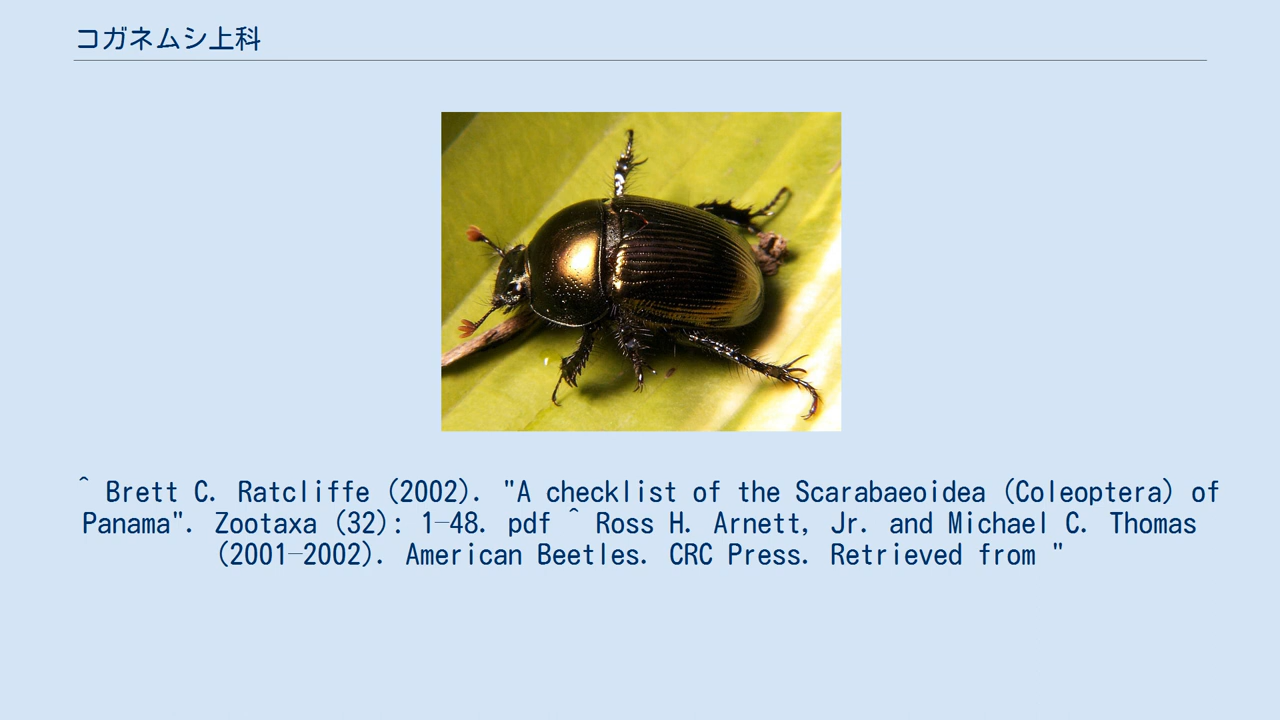 コガネムシ上科
^ Brett C. Ratcliffe (2002). "A checklist of the Scarabaeoidea (Coleoptera) of
Panama". Zootaxa (32): 1–48. pdf ^ Ross H. Arnett, Jr. and Michael C. Thomas
(2001–2002). American Beetles. CRC Press. Retrieved from "